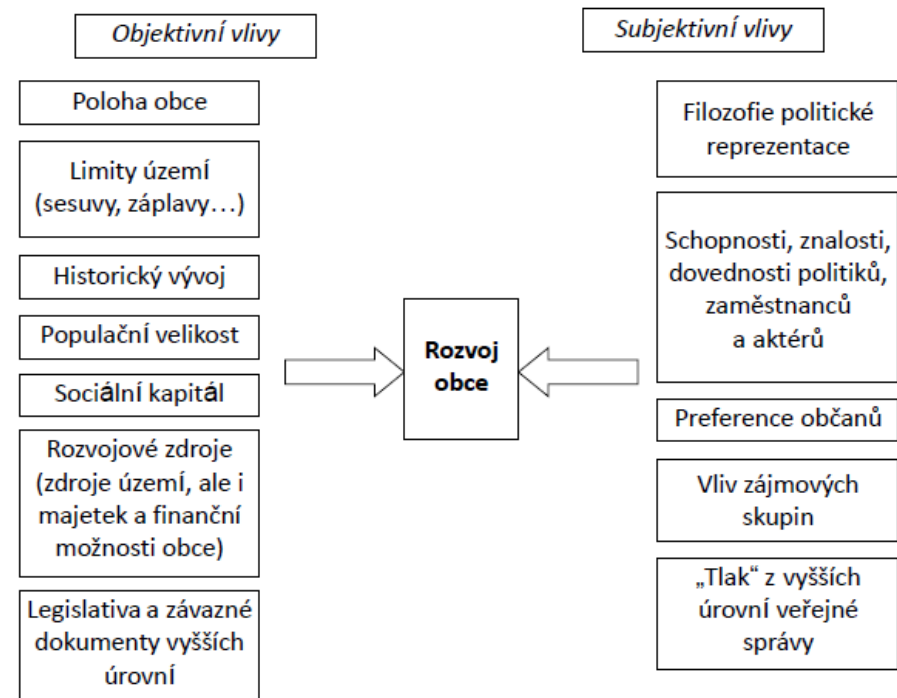 Objektivní vlivy
Poloha obce
Limity území
(sesuvy, záplavy…)
Historický vývoj
Populační velikost
Sociální kapitál
Rozvojové zdroje
(zdroje území, ale i
majetek a finanční
možnosti obce)
Legislativa a závazné
dokumenty vyšších
úrovní
Rozvoj
obce
Subjektivní vlivy
Filozofie politické
reprezentace
Schopnosti, znalosti,
dovednosti politiků,
zaměstnanců
a aktérů
Preference občanů
Vliv zájmových
skupin
„Tlak“ z vyšších
úrovní veřejné
správy